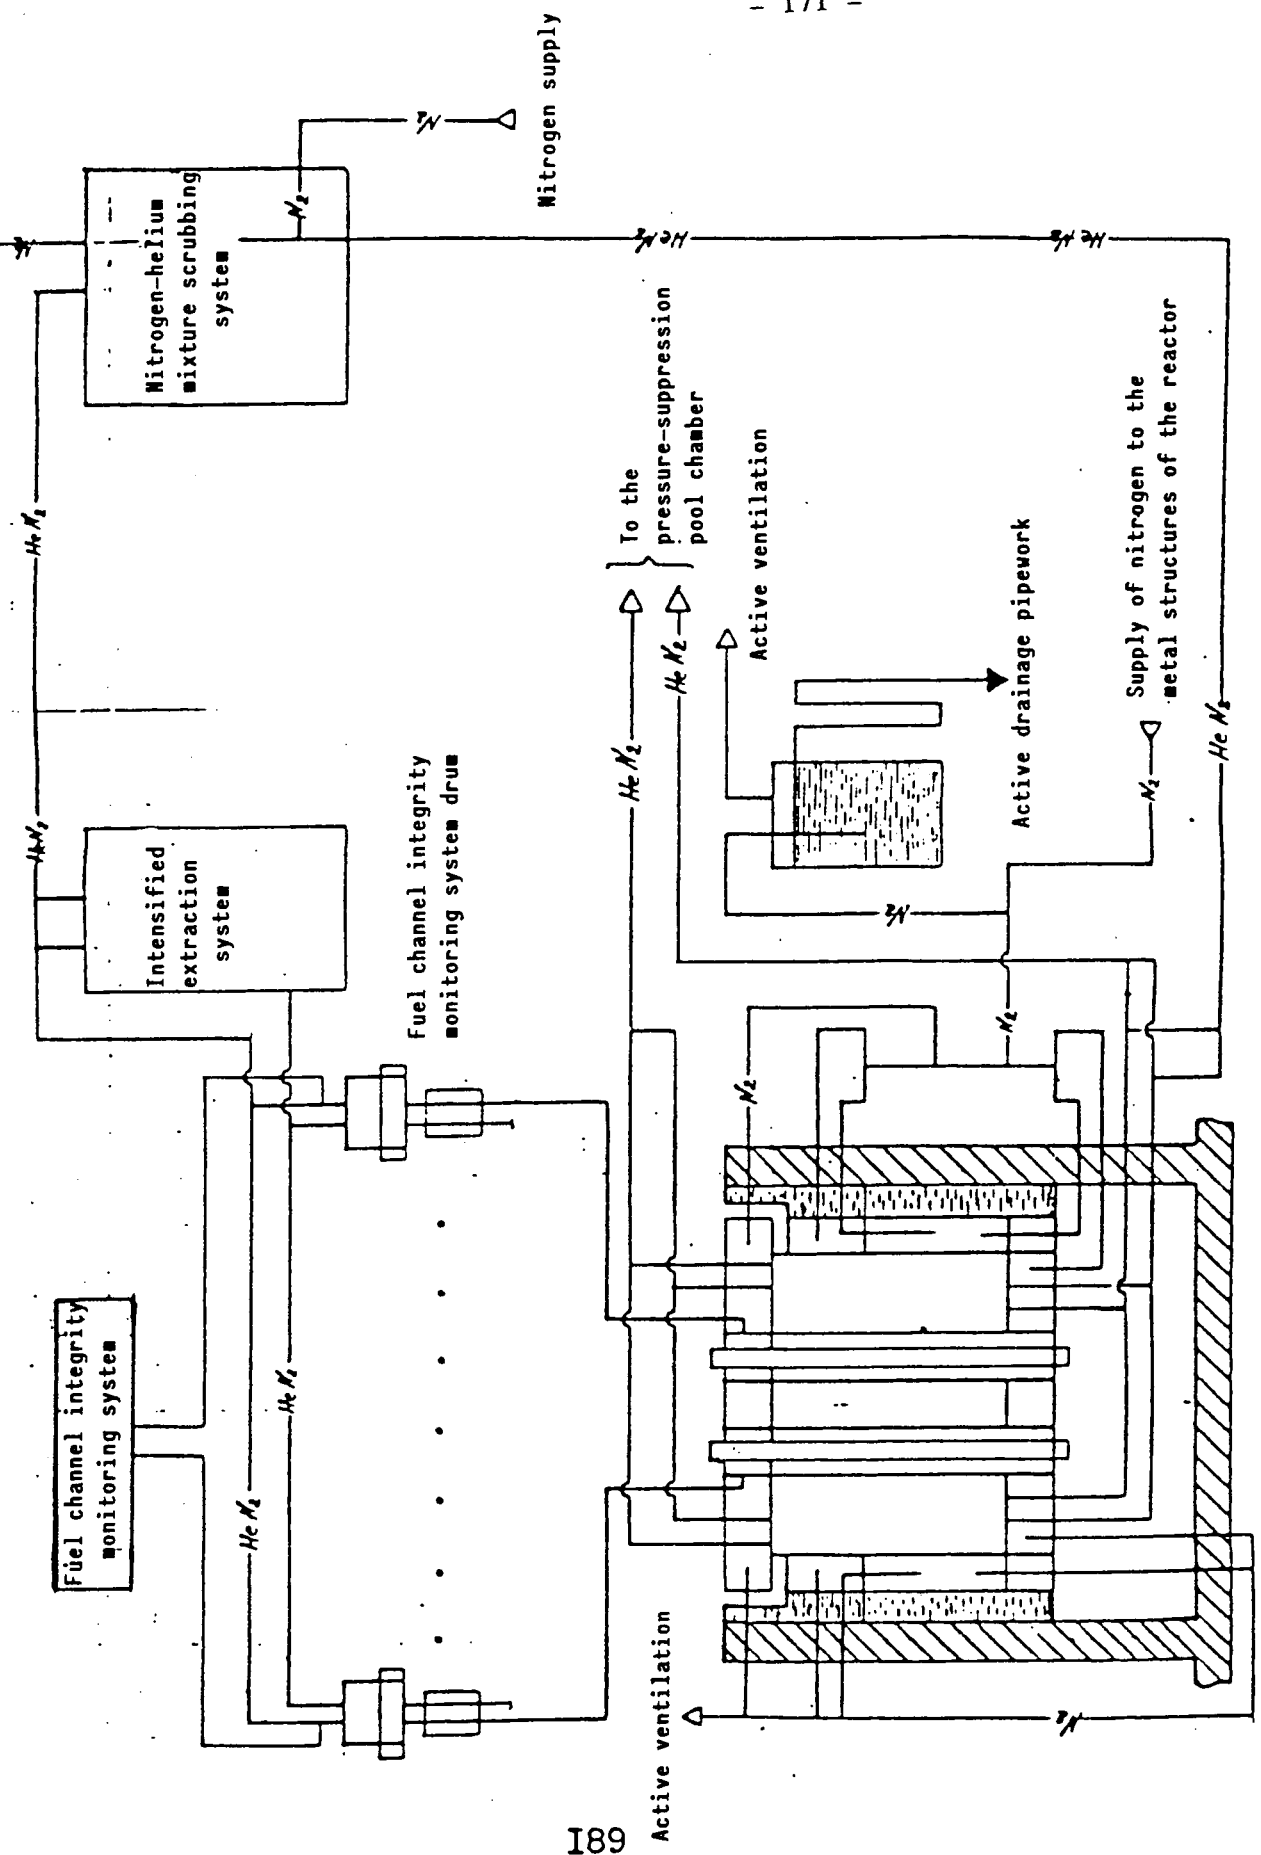 - 171 -
Nitrogen supply
N2
Nitrogen-helium
mixture scrubbing
system
N2
He N2
He N2
He N2
To the
pressure-suppression
pool chamber
Active ventilation
Active drainage pipework
Supply of nitrogen to the
metal structures of the reactor
He N2
He N2
He N2
N2
N2
N2
N2
Intensified
extraction
system
Fuel channel integrity
monitoring system drum
Fuel channel integrity
monitoring system
He N2
He N2
Active ventilation
N2
I89